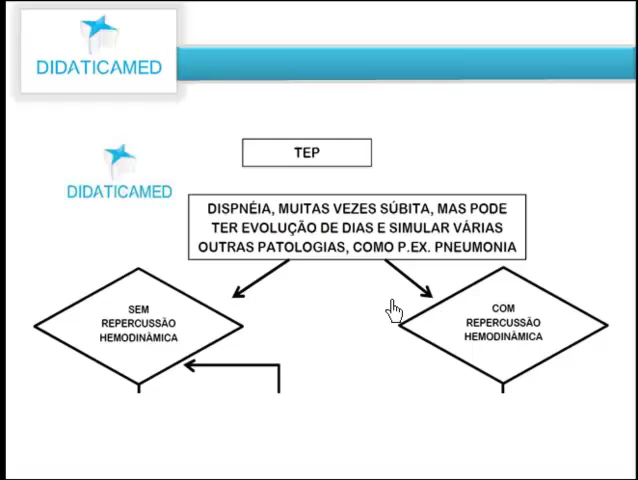 DIDATICAMED
DIDATICAMED
TEP
DISPNÉIA, MUITAS VEZES SÚBITA, MAS PODE
TER EVOLUÇÃO DE DIAS E SIMULAR VÁRIAS
OUTRAS PATOLOGIAS, COMO P.EX. PNEUMONIA
SEM
REPERCUSSÃO
HEMODINÂMICA
COM
REPERCUSSÃO
HEMODINÂMICA